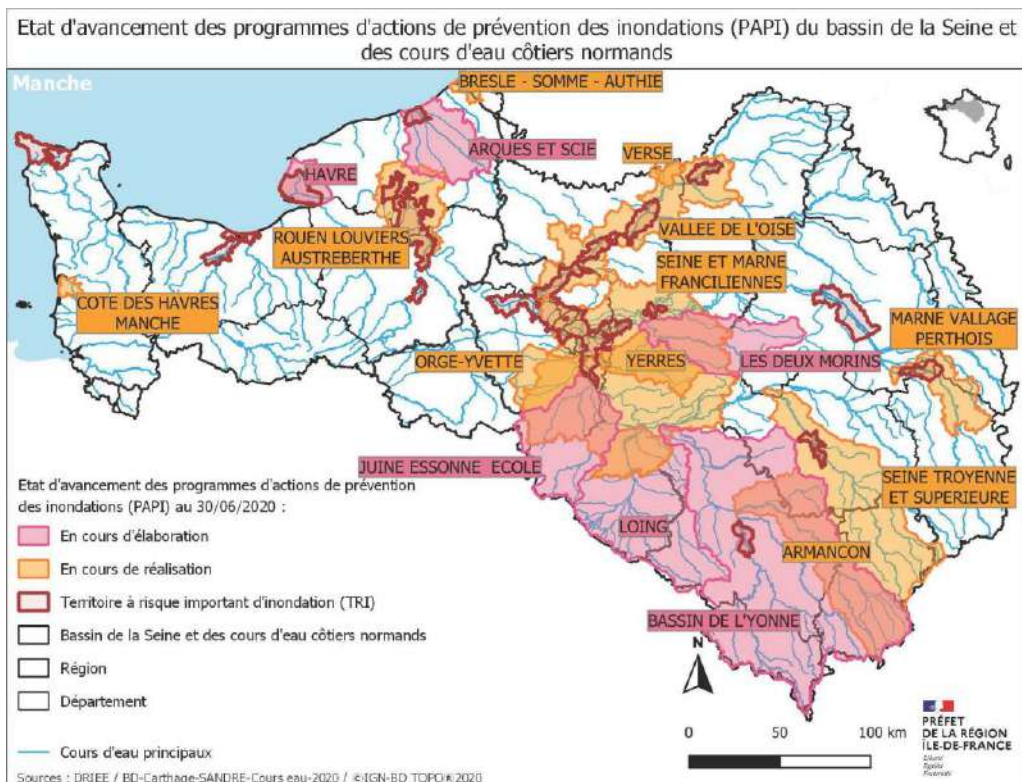 Etat d'avancement des programmes d'actions de prévention des inondations (PAPI) du bassin de la Seine et
des cours d'eau côtiers normands
Manche
BRESLE - SOMME - AUTHIE
ARQUES ET SCIE
VERSE
HAVRE
VALLEE DE L'OISE
ROUEN LOUVIERS
AUSTREBERTHE
SEINE ET MARNE
FRANCILIENNES
COTE DES HAVRES
MANCHE
MARNE VALLAGE
PERTHOIS
ORGE-YVETTE
YERRES
LES DEUX MORINS
JUINE ESSONNE ECOLE
SEINE TROYENNE
ET SUPERIEURE
LOING
ARMANCON
BASSIN DE L'YONNE
Etat d'avancement des programmes d'actions de prévention
des inondations (PAPI) au 30/06/2020 :
En cours d'élaboration
En cours de réalisation
Territoire à risque important d'inondation (TRI)
Bassin de la Seine et des cours d'eau côtiers normands
Région
Département
Cours d'eau principaux
N
0 50 100 km
PRÉFET
DE LA RÉGION
ÎLE-DE-FRANCE
Liberté
Égalité
Fraternité
Sources : DRIEE / BD-Carthage-SANDRE-Cours eau-2020 / ©IGN-BD TOPO®2020